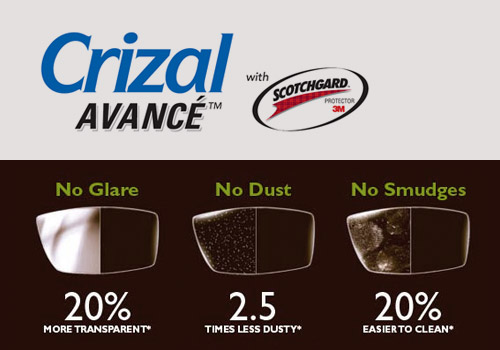 Crizal
AVANCÉ™
with
SCOTCHGARD™
PROTECTOR
3M
No Glare
No Dust
No Smudges
20%
MORE TRANSPARENT*
2.5
TIMES LESS DUSTY*
20%
EASIER TO CLEAN*